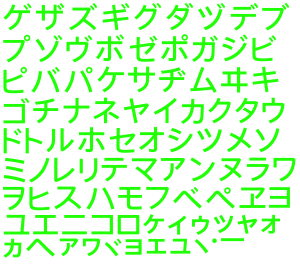 ゲザズギグダヅデブ
プゾヴボゼポガジビ
ピバパケサヂムヰキ
ゴチナネヤイカクタウ
ドトルホセオシツメソ
ミノレリテマアンヌラワ
ヲヒスハモフベペヱヨ
ユエニコロケィゥッャォ
ヵヘァヮヾョェュヽ・ー